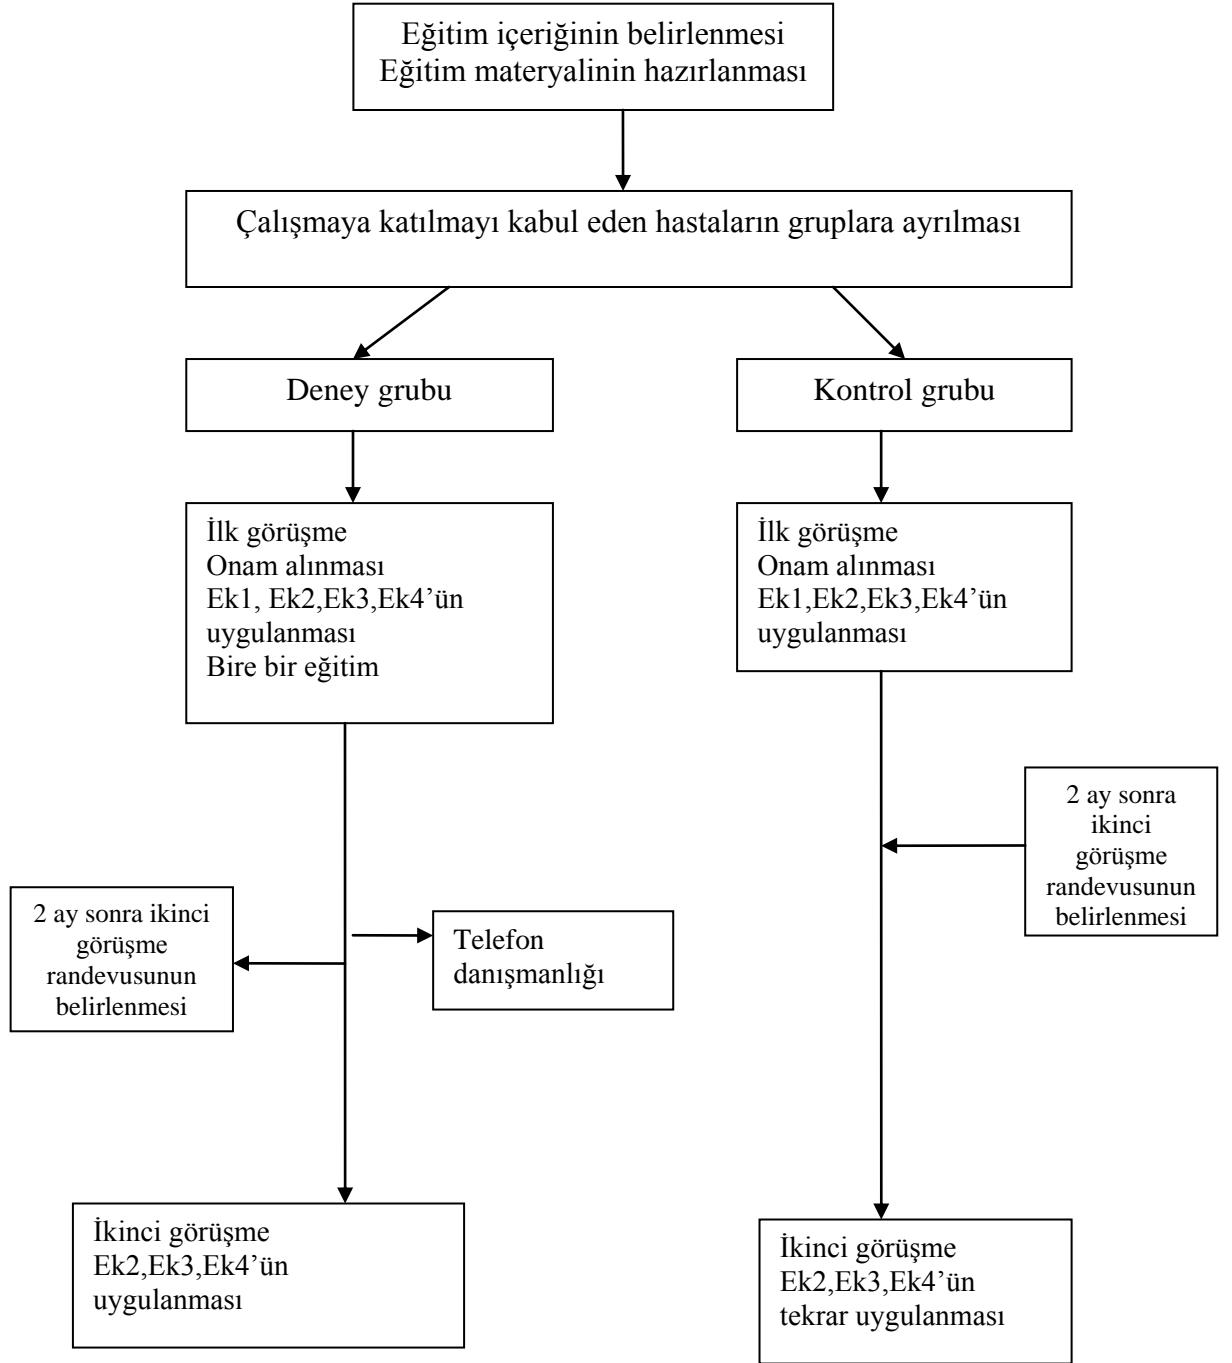 Eğitim içeriğinin belirlenmesi
Eğitim materyalinin hazırlanması
Çalışmaya katılmayı kabul eden hastaların gruplara ayrılması
Deney grubu
Kontrol grubu
İlk görüşme
Onam alınması
Ek1, Ek2,Ek3,Ek4’ün
uygulanması
Bire bir eğitim
İlk görüşme
Onam alınması
Ek1,Ek2,Ek3,Ek4’ün
uygulanması
2 ay sonra
ikinci
görüşme
randevusunun
belirlenmesi
2 ay sonra ikinci
görüşme
randevusunun
belirlenmesi
Telefon
danışmanlığı
İkinci görüşme
Ek2,Ek3,Ek4’ün
uygulanması
İkinci görüşme
Ek2,Ek3,Ek4’ün
tekrar uygulanması